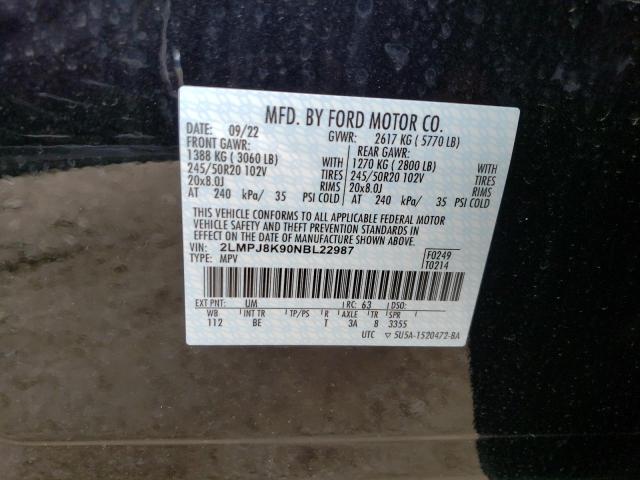 MFD. BY FORD MOTOR CO.
DATE: 09/22 GVWR: 2617 KG ( 5770 LB)
FRONT GAWR: REAR GAWR:
1388 KG ( 3060 LB) WITH 1270 KG ( 2800 LB) WITH
245/50R20 102V TIRES 245/50R20 102V TIRES
20x8.0J RIMS 20x8.0J RIMS
AT 240 kPa/ 35 PSI COLD AT 240 kPa/ 35 PSI COLD
THIS VEHICLE CONFORMS TO ALL APPLICABLE FEDERAL MOTOR
VEHICLE SAFETY AND THEFT PREVENTION STANDARDS IN
EFFECT ON THE DATE OF MANUFACTURE SHOWN ABOVE.
VIN: 2LMPJ8K90NBL22987 F0249
TYPE: MPV T0214
EXT PNT: UM RC: 63 DSO:
WB INT TR TP/PS R AXLE TR SPR
112 BE T 3A 8 3355
UTC ▽ 5U5A-1520472-BA